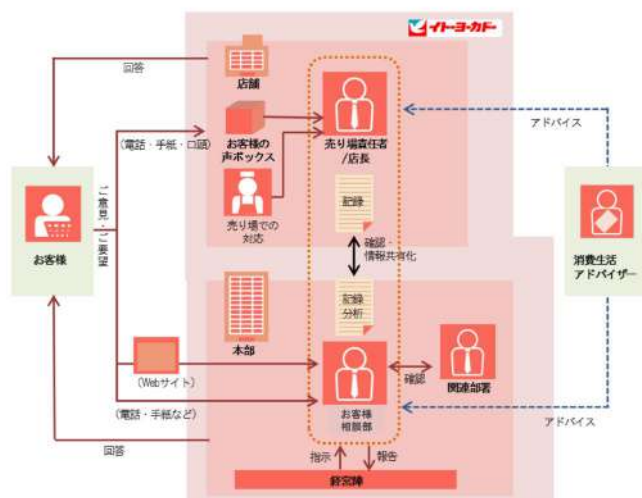 イトーヨーカドー
回答
店舗
(電話・手紙・口頭)
お客様の
声ボックス
売り場責任者
/店長
アドバイス
ご意見・ご要望
お客様
売り場での
対応
記録
確認・
情報共有化
消費生活
アドバイザー
本部
記録
分析
(Webサイト)
確認
関連部署
(電話・手紙など)
お客様
相談部
アドバイス
回答
指示
報告
経営陣